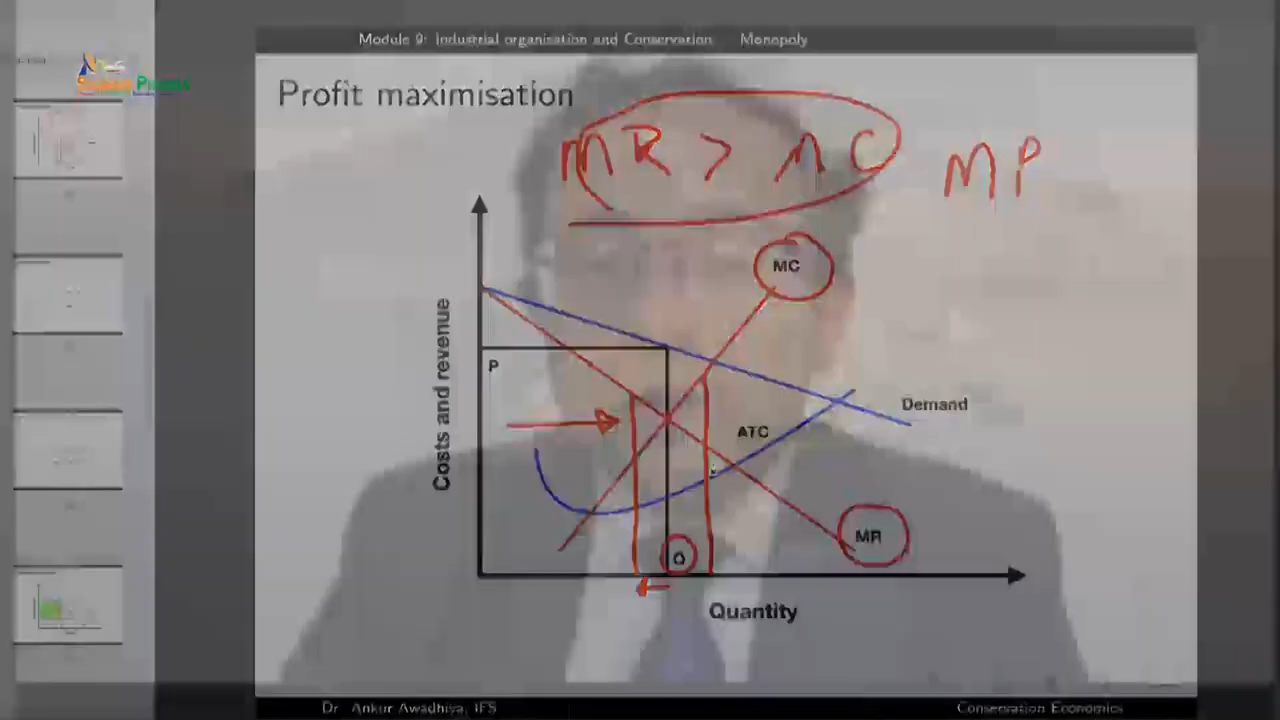 Module 9: Industrial organisation and Conservation Monopoly
Profit maximisation
MR > MC
MP
MC
P
Costs and revenue
Demand
ATC
MR
Q
Quantity
Dr. Ankur Awadhiya, IFS Conservation Economics